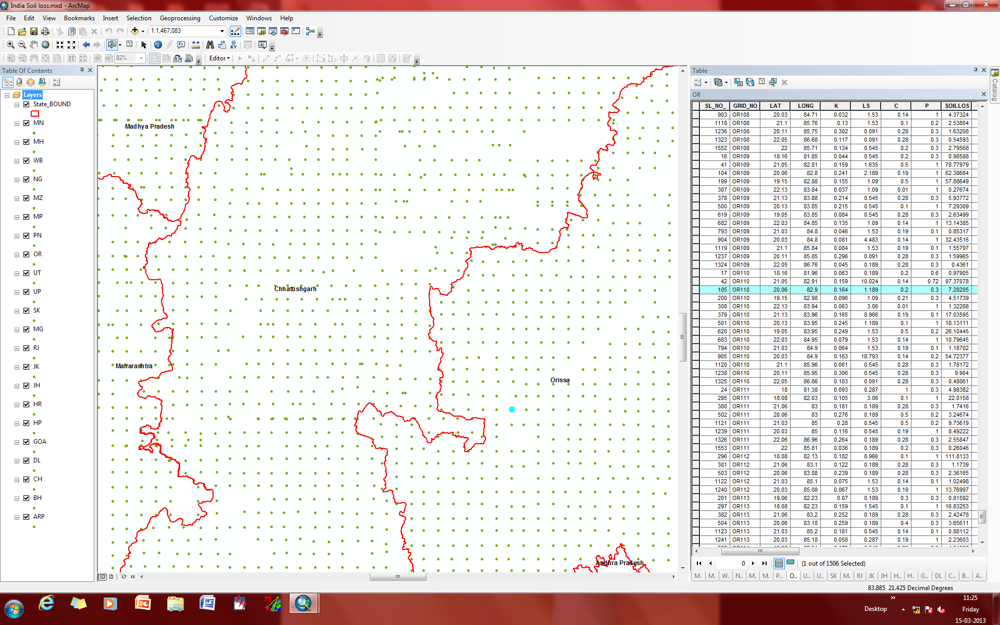 India Soil loss.mxd - ArcMap
File Edit View Bookmarks Insert Selection Geoprocessing Customize Windows Help
1:1,467,083
82% Editor
Table Of Contents
Layers
State_BOUND
MN
MH
WB
NG
MZ
MP
PN
OR
UT
UP
SK
MG
RJ
JK
JH
HR
HP
GOA
DL
CH
BH
ARP
Madhya Pradesh
Chhattishgarh
Maharashtra
Orissa
Andhra Pradesh
Table
Catalog
OR
SL_NO_ GRID_NO LAT LONG K LS C P SOILLOS
903 OR108 20.03 84.71 0.032 1.53 0.14 1 4.37324
1118 OR108 21.1 85.76 0.13 1.53 0.1 0.2 2.53804
1236 OR108 20.11 85.75 0.302 0.091 0.28 0.3 1.63208
1323 OR108 22.05 86.68 0.117 0.091 0.28 0.3 0.54593
1552 OR108 22 85.71 0.134 0.545 0.2 0.3 2.79568
16 OR109 18.16 81.85 0.044 0.545 0.2 0.3 0.98588
41 OR109 21.05 82.81 0.159 1.635 0.5 1 78.77979
104 OR109 20.06 82.8 0.241 2.189 0.19 1 62.38684
199 OR109 19.15 82.88 0.155 1.09 0.5 1 57.88649
307 OR109 22.13 83.84 0.037 1.09 0.01 1 0.27674
378 OR109 21.13 83.88 0.214 0.545 0.28 0.3 5.93772
500 OR109 20.13 83.85 0.215 0.545 0.1 1 7.29309
619 OR109 19.05 83.85 0.084 0.545 0.28 0.3 2.63499
682 OR109 22.03 84.85 0.135 1.09 0.14 1 13.14385
793 OR109 21.03 84.8 0.046 1.53 0.19 0.1 0.85317
904 OR109 20.03 84.8 0.081 4.483 0.14 1 32.43516
1119 OR109 21.1 85.84 0.084 1.53 0.19 0.1 1.55797
1237 OR109 20.11 85.85 0.296 0.091 0.28 0.3 1.59965
1324 OR109 22.05 86.76 0.045 0.189 0.28 0.3 0.4361
17 OR110 18.16 81.96 0.063 0.189 0.2 0.6 0.97905
42 OR110 21.05 82.91 0.159 10.024 0.14 0.72 97.37078
105 OR110 20.06 82.9 0.164 1.189 0.2 0.3 7.28205
200 OR110 19.15 82.98 0.096 1.09 0.21 0.3 4.51739
308 OR110 22.13 83.94 0.063 3.06 0.01 1 1.32288
379 OR110 21.13 83.96 0.165 8.966 0.19 0.1 17.03595
501 OR110 20.13 83.95 0.245 1.189 0.1 1 18.13111
620 OR110 19.05 83.95 0.249 1.53 0.5 0.2 26.10445
683 OR110 22.03 84.95 0.079 1.53 0.14 1 10.79645
794 OR110 21.03 84.9 0.064 1.53 0.19 0.1 1.18702
905 OR110 20.03 84.9 0.163 18.793 0.14 0.2 54.72377
1120 OR110 21.1 85.96 0.061 0.545 0.28 0.3 1.78172
1238 OR110 20.11 85.95 0.306 0.545 0.28 0.3 9.904
1325 OR110 22.05 86.86 0.103 0.091 0.28 0.3 0.48061
24 OR111 18 81.38 0.093 0.287 1 0.3 4.98382
295 OR111 18.08 82.03 0.105 3.06 0.1 1 22.0158
380 OR111 21.06 83 0.181 0.189 0.28 0.3 1.7416
502 OR111 20.06 83 0.276 0.189 0.5 0.2 3.24674
1121 OR111 21.03 85 0.28 0.545 0.5 0.2 9.73619
1239 OR111 20.03 85 0.116 0.545 0.19 1 8.49222
1326 OR111 22.06 86.96 0.264 0.189 0.28 0.3 2.55847
1553 OR111 22 85.81 0.036 0.189 0.2 0.3 0.26046
296 OR112 18.08 82.13 0.182 8.966 0.1 1 111.8133
381 OR112 21.06 83.1 0.122 0.189 0.28 0.3 1.1739
503 OR112 20.06 83.08 0.239 0.189 0.28 0.3 2.36165
1122 OR112 21.03 85.1 0.075 1.53 0.14 0.1 1.02498
1240 OR112 20.03 85.08 0.067 1.53 0.19 1 13.76997
201 OR113 19.06 82.23 0.07 0.189 0.3 0.3 0.81592
297 OR113 18.08 82.23 0.159 1.545 0.1 1 16.83253
382 OR113 21.06 83.2 0.252 0.189 0.28 0.3 2.42478
504 OR113 20.06 83.18 0.259 0.189 0.4 0.3 3.65611
1123 OR113 21.03 85.2 0.181 0.545 0.14 0.1 0.88112
1241 OR113 20.03 85.18 0.058 0.287 0.19 1 2.23603
0 (1 out of 1506 Selected)
M.. M.. W.. N.. M.. M.. P.. O.. U.. U.. SK M.. RJ JK JH H.. H.. G.. DL C.. B.. A..
83.885 21.425 Decimal Degrees
Desktop
11:25
Friday
15-03-2013